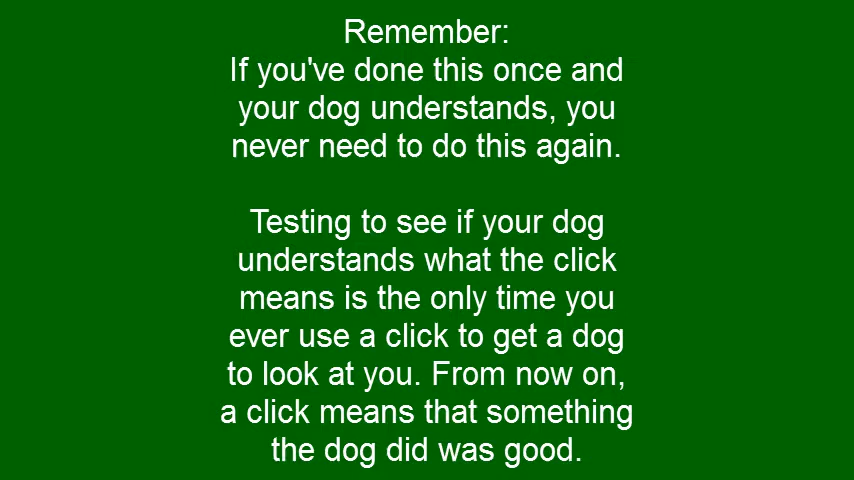 Remember:
If you've done this once and
your dog understands, you
never need to do this again.
Testing to see if your dog
understands what the click
means is the only time you
ever use a click to get a dog
to look at you. From now on,
a click means that something
the dog did was good.